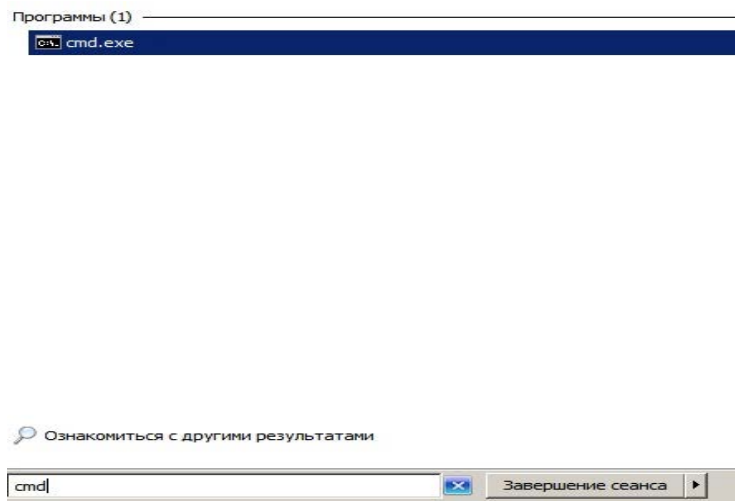 Программы (1)
cmd.exe
Ознакомиться с другими результатами
cmd
Завершение сеанса